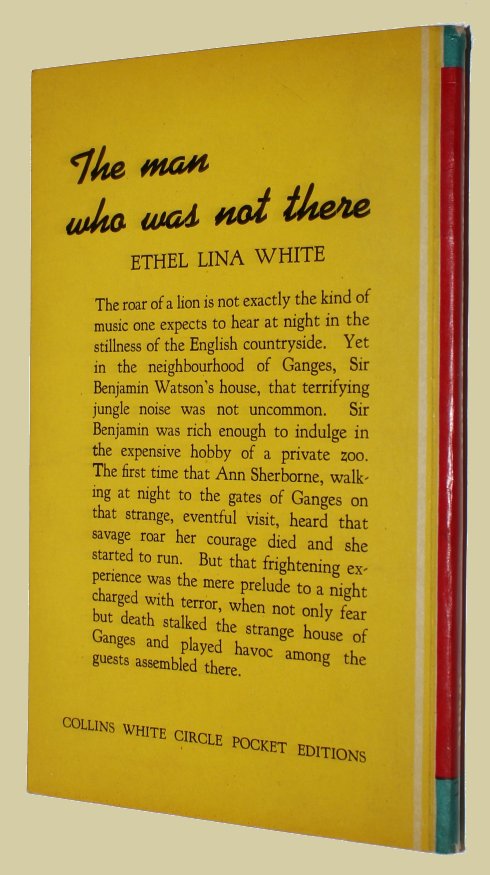 The man
who was not there
ETHEL LINA WHITE
The roar of a lion is not exactly the kind of
music one expects to hear at night in the
stillness of the English countryside. Yet
in the neighbourhood of Ganges, Sir
Benjamin Watson's house, that terrifying
jungle noise was not uncommon. Sir
Benjamin was rich enough to indulge in
the expensive hobby of a private zoo.
The first time that Ann Sherborne, walk-
ing at night to the gates of Ganges on
that strange, eventful visit, heard that
savage roar her courage died and she
started to run. But that frightening ex-
perience was the mere prelude to a night
charged with terror, when not only fear
but death stalked the strange house of
Ganges and played havoc among the
guests assembled there.
COLLINS WHITE CIRCLE POCKET EDITIONS